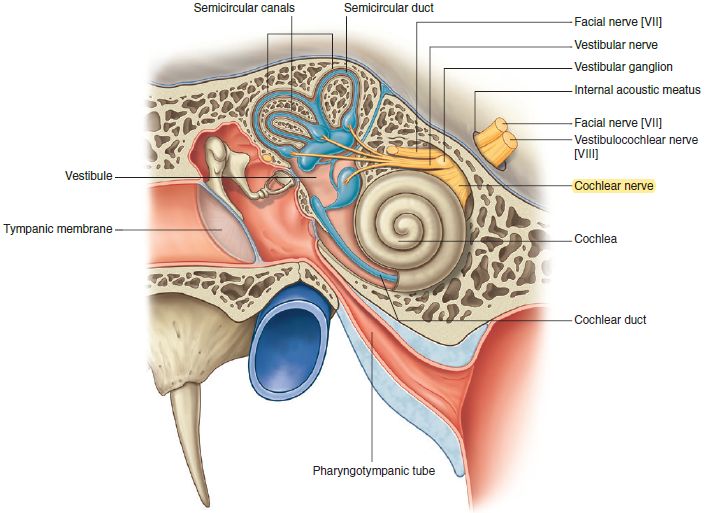 Semicircular canals
Semicircular duct
Facial nerve [VII]
Vestibular nerve
Vestibular ganglion
Internal acoustic meatus
Facial nerve [VII]
Vestibulocochlear nerve
[VIII]
Vestibule
Cochlear nerve
Tympanic membrane
Cochlea
Cochlear duct
Pharyngotympanic tube